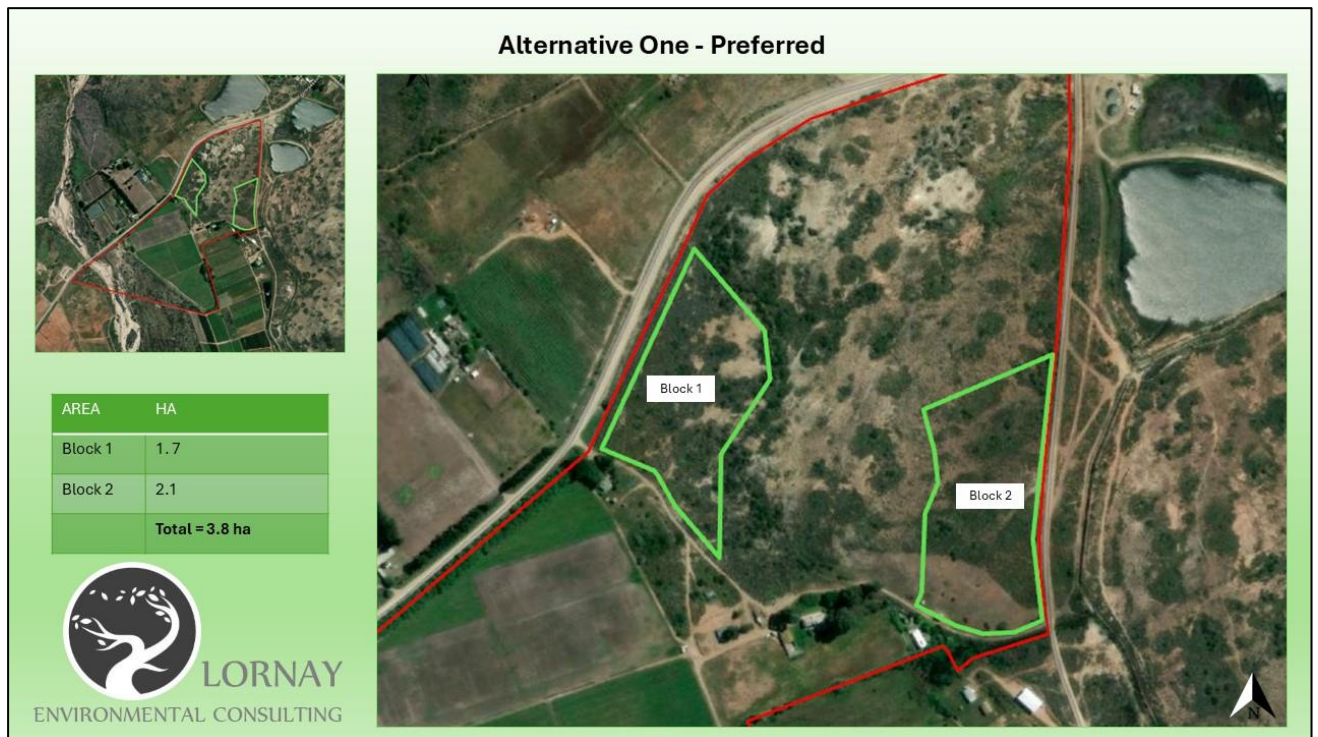 Alternative One - Preferred
AREA HA
Block 1 1.7
Block 2 2.1
Total = 3.8 ha
LORNAY
ENVIRONMENTAL CONSULTING
Block 1
Block 2
N